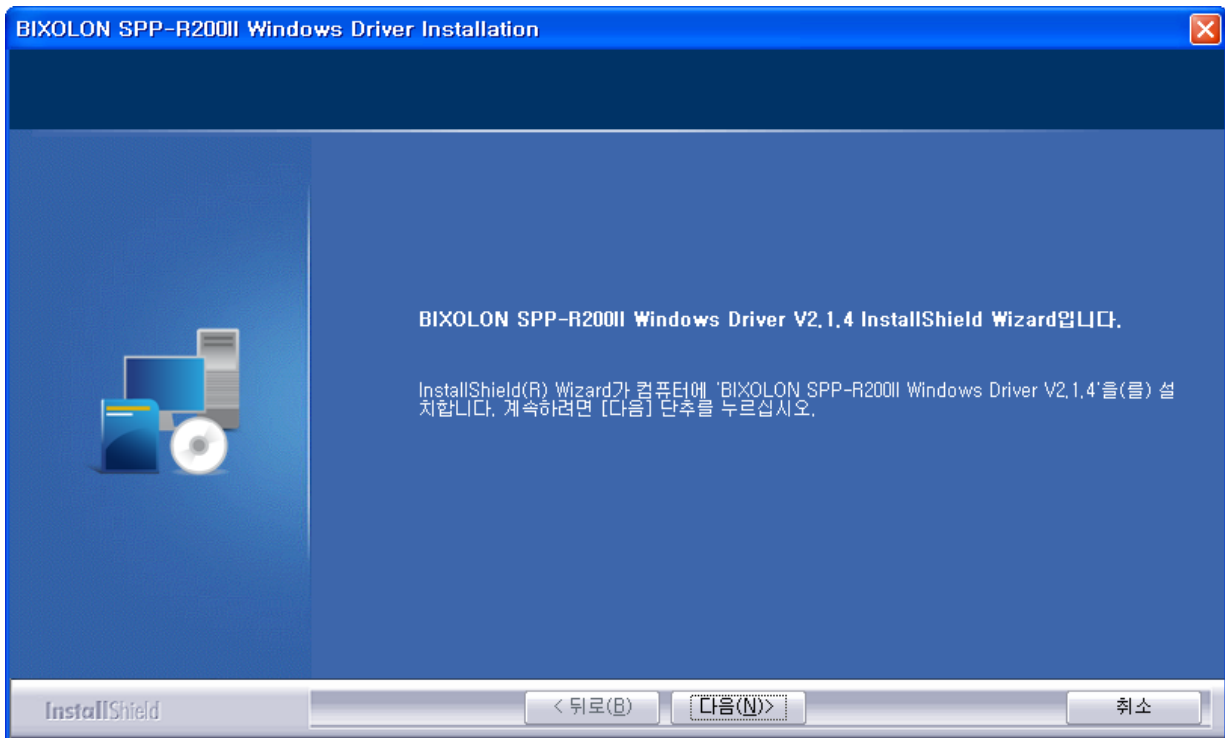 BIXOLON SPP-R200II Windows Driver Installation
BIXOLON SPP-R200II Windows Driver V2.1.4 InstallShield Wizard입니다.
InstallShield(R) Wizard가 컴퓨터에 'BIXOLON SPP-R200II Windows Driver V2.1.4'을(를) 설
치합니다. 계속하려면 [다음] 단추를 누르십시오.
InstallShield
< 뒤로(B)
다음(N)>
취소